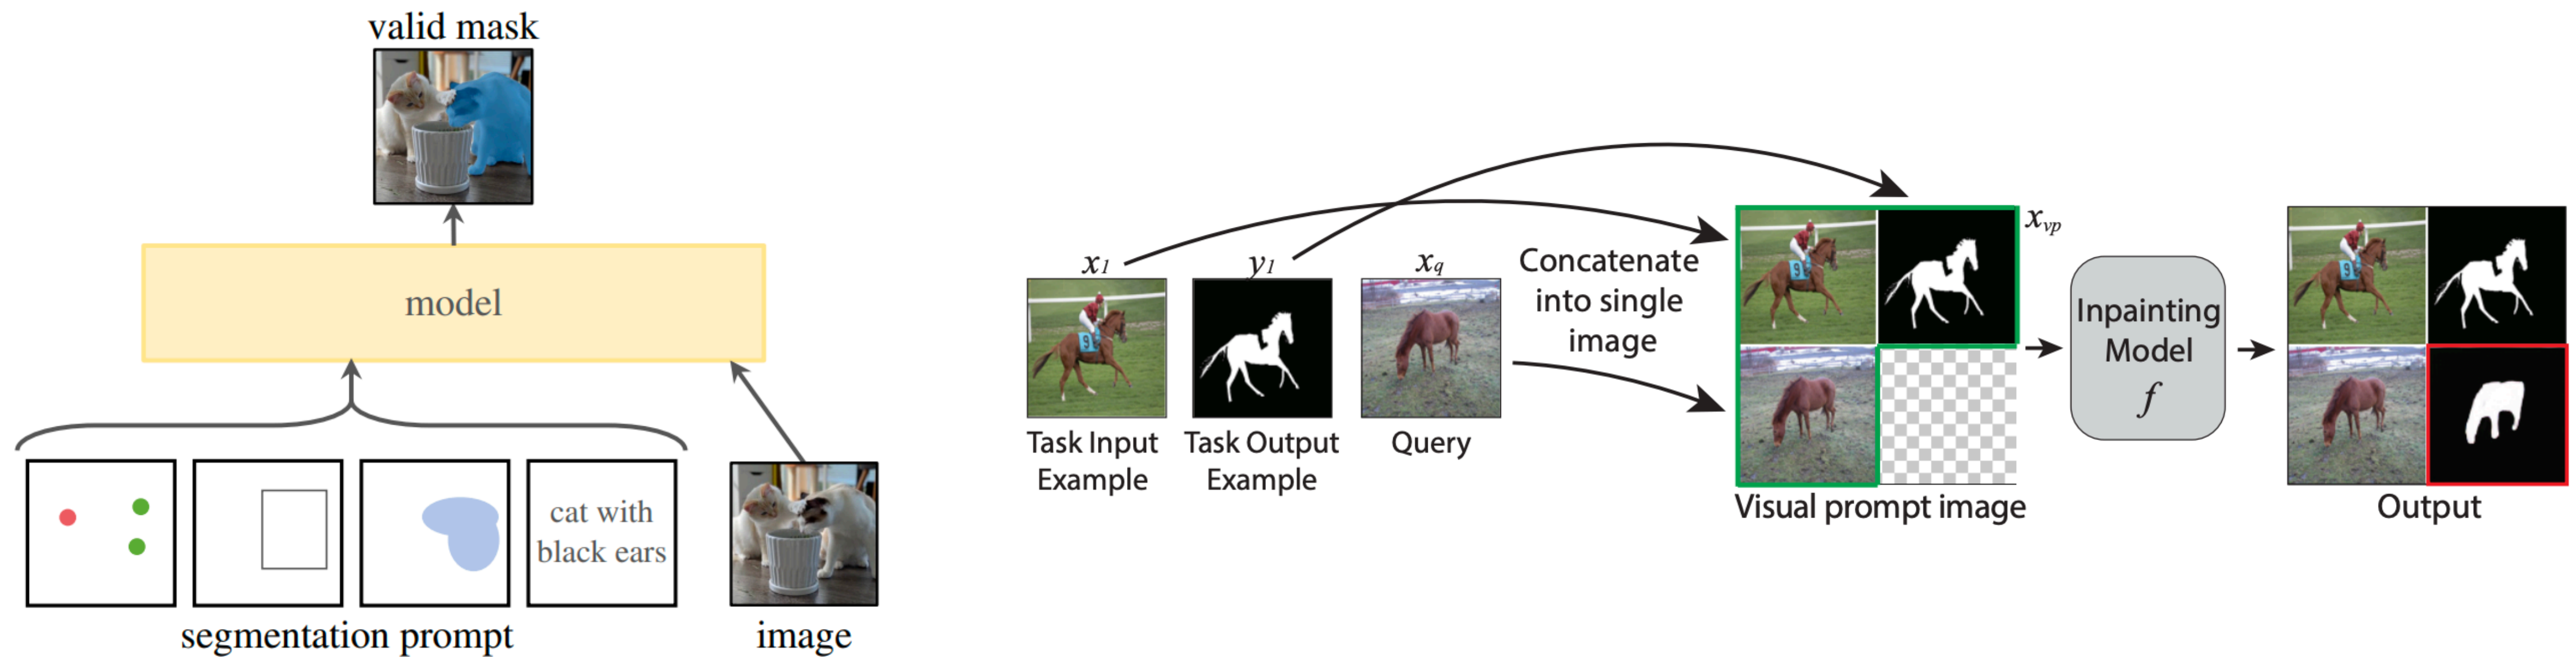 valid mask
model
cat with
black ears
segmentation prompt
image
x1
y1
xq
Task Input
Example
Task Output
Example
Query
Concatenate
into single
image
9
xvp
Visual prompt image
Inpainting
Model
f
9
Output